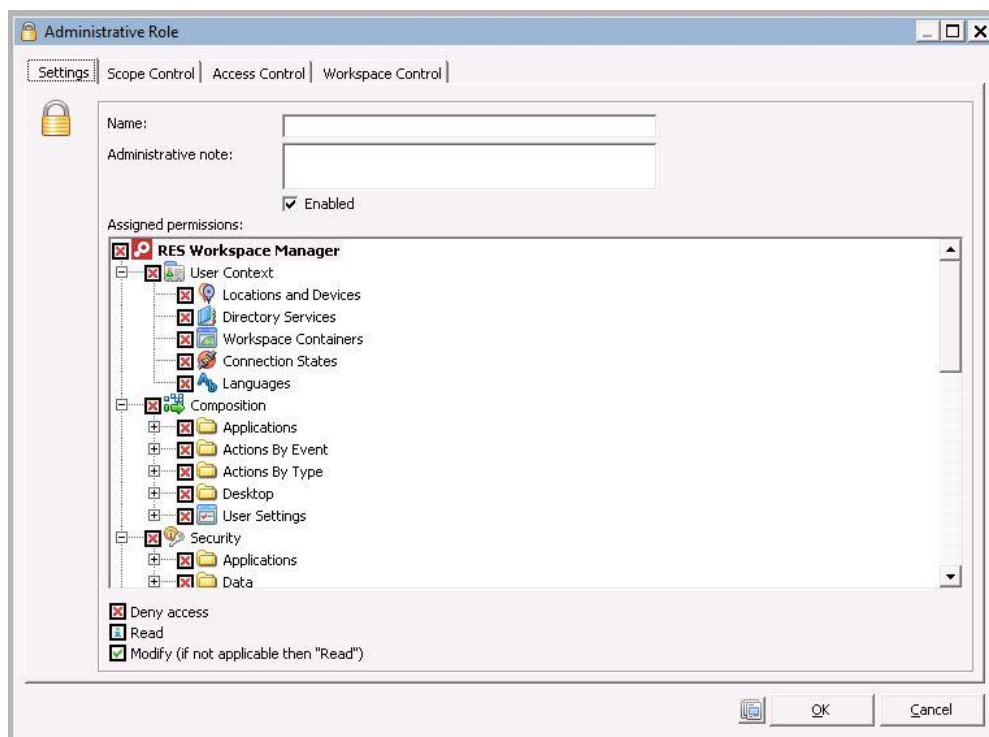 Administrative Role
Settings Scope Control Access Control Workspace Control
Name:
Administrative note:
Enabled
Assigned permissions:
RES Workspace Manager
User Context
Locations and Devices
Directory Services
Workspace Containers
Connection States
Languages
Composition
Applications
Actions By Event
Actions By Type
Desktop
User Settings
Security
Applications
Data
Deny access
Read
Modify (if not applicable then "Read")
OK Cancel